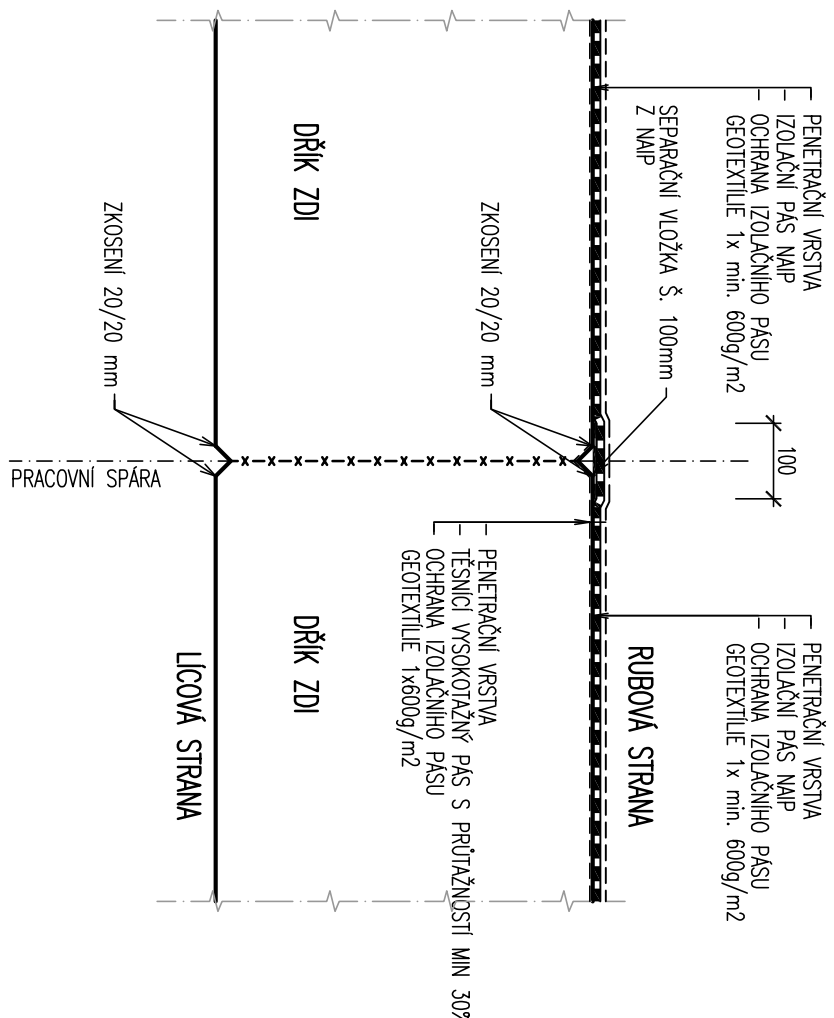 PENETRAČNÍ VRSTVA
IZOLAČNÍ PÁS NAIP
OCHRANA IZOLAČNÍHO PÁSU
GEOTEXTÍLIE 1x min. 600g/m2
SEPARAČNÍ VLOŽKA Š. 100mm
Z NAIP
100
PENETRAČNÍ VRSTVA
IZOLAČNÍ PÁS NAIP
OCHRANA IZOLAČNÍHO PÁSU
GEOTEXTÍLIE 1x min. 600g/m2
RUBOVÁ STRANA
ZKOSENÍ 20/20 mm
PENETRAČNÍ VRSTVA
TĚSNÍCÍ VYSOKOTAŽNÝ PÁS S PRŮTAŽNOSTÍ MIN 30%
OCHRANA IZOLAČNÍHO PÁSU
GEOTEXTÍLIE 1x600g/m2
DŘÍK ZDI
DŘÍK ZDI
LÍCOVÁ STRANA
ZKOSENÍ 20/20 mm
PRACOVNÍ SPÁRA